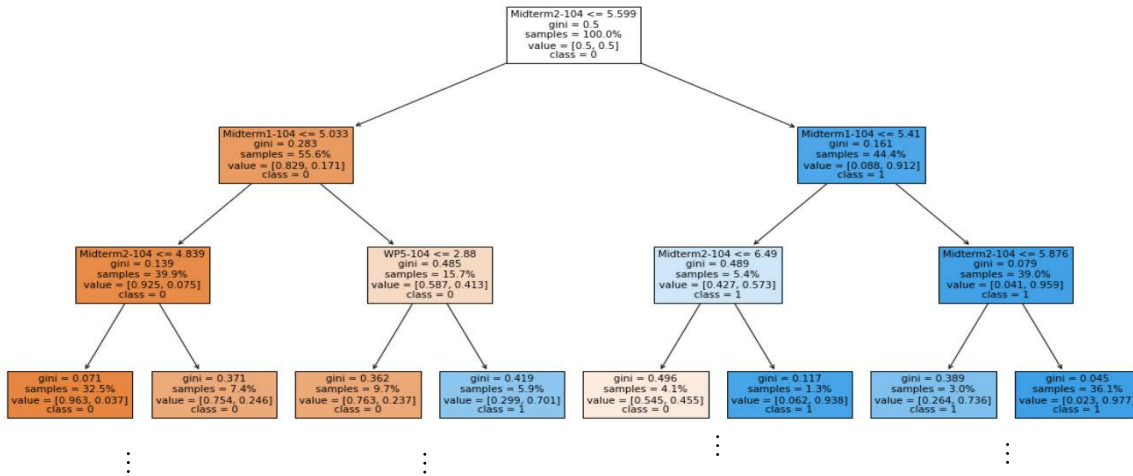 Midterm2-104 <= 5.599
gini = 0.5
samples = 100.0%
value = [0.5, 0.5]
class = 0
Midterm1-104 <= 5.033
gini = 0.283
samples = 55.6%
value = [0.829, 0.171]
class = 0
Midterm1-104 <= 5.41
gini = 0.161
samples = 44.4%
value = [0.088, 0.912]
class = 1
Midterm2-104 <= 4.839
gini = 0.139
samples = 39.9%
value = [0.925, 0.075]
class = 0
WP5-104 <= 2.88
gini = 0.485
samples = 15.7%
value = [0.587, 0.413]
class = 0
Midterm2-104 <= 6.49
gini = 0.489
samples = 5.4%
value = [0.427, 0.573]
class = 1
Midterm2-104 <= 5.876
gini = 0.079
samples = 39.0%
value = [0.041, 0.959]
class = 1
gini = 0.071
samples = 32.5%
value = [0.963, 0.037]
class = 0
gini = 0.371
samples = 7.4%
value = [0.754, 0.246]
class = 0
gini = 0.362
samples = 9.7%
value = [0.763, 0.237]
class = 0
gini = 0.419
samples = 5.9%
value = [0.299, 0.701]
class = 1
gini = 0.496
samples = 4.1%
value = [0.545, 0.455]
class = 0
gini = 0.117
samples = 1.3%
value = [0.062, 0.938]
class = 1
gini = 0.389
samples = 3.0%
value = [0.264, 0.736]
class = 1
gini = 0.045
samples = 36.1%
value = [0.023, 0.977]
class = 1